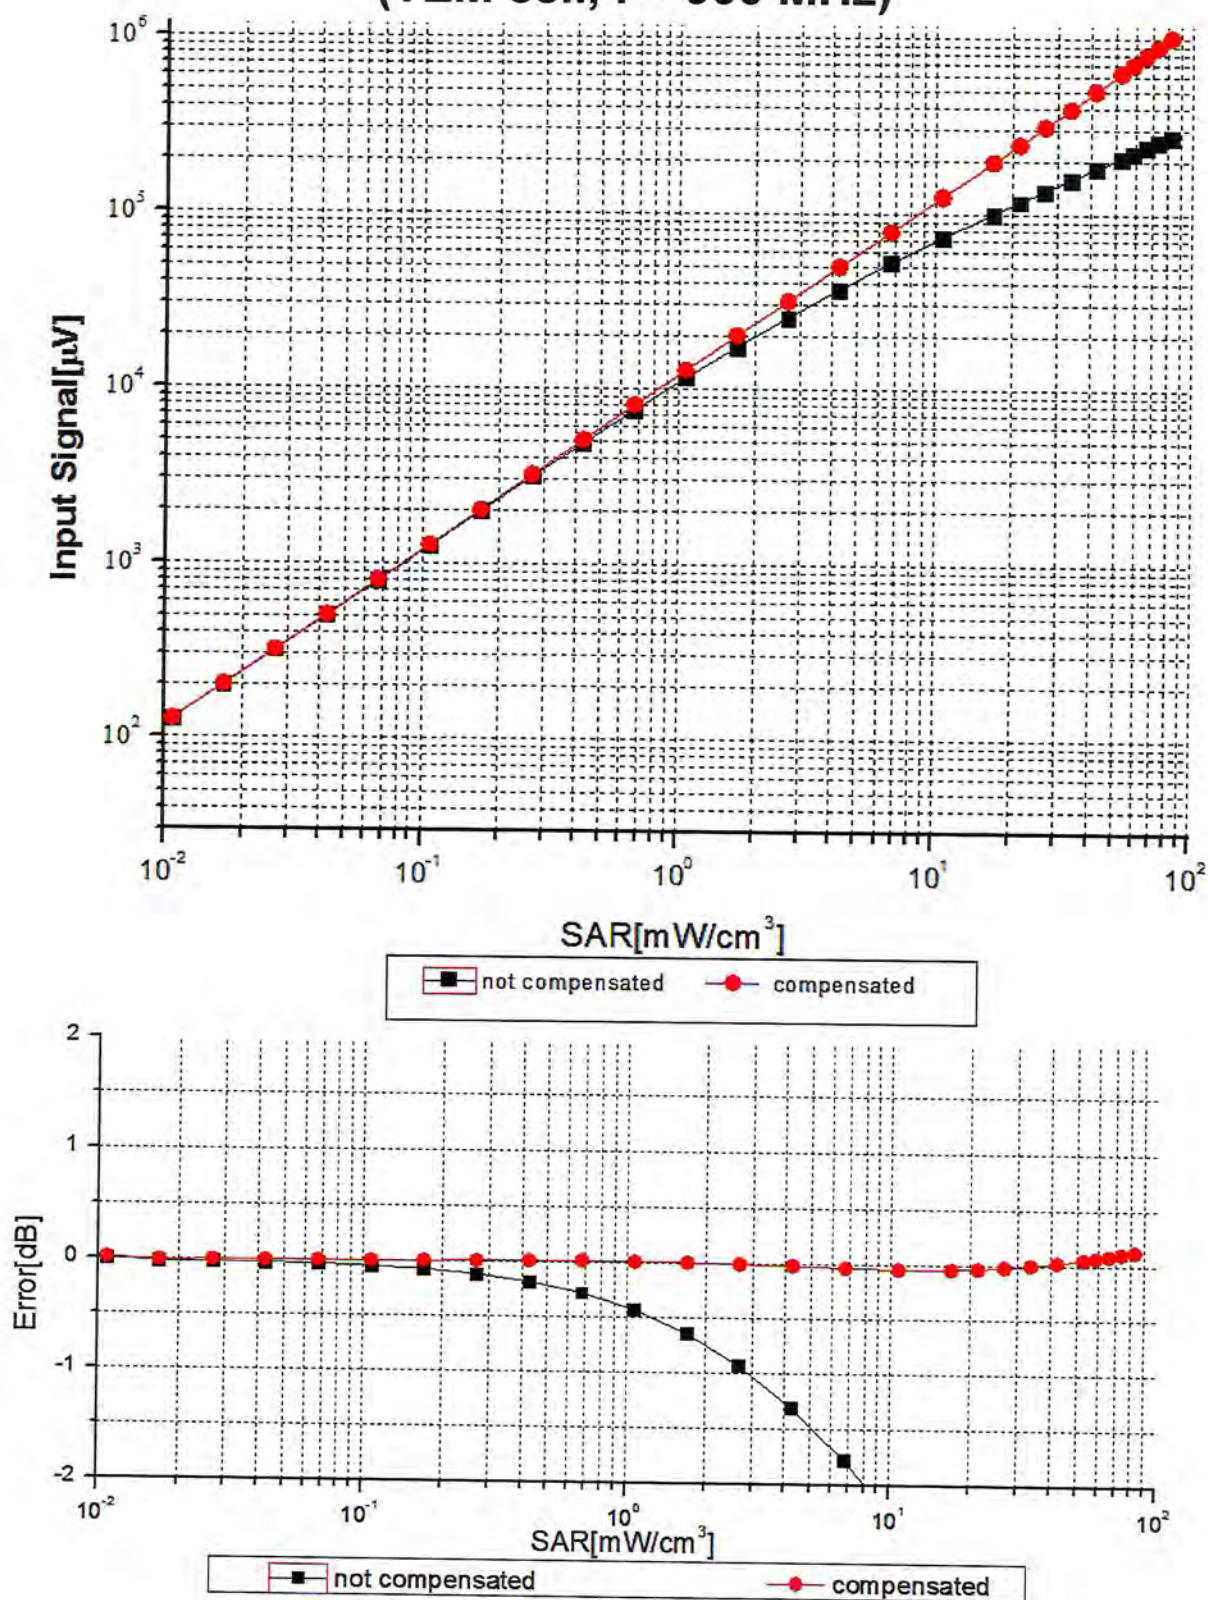 10⁶
10⁵
10⁴
10³
10²
Input Signal[µV]
10⁻² 10⁻¹ 10⁰ 10¹ 10²
SAR[mW/cm³]
not compensated compensated
2
1
0
-1
-2
Error[dB]
10⁻² 10⁻¹ 10⁰ 10¹ 10²
SAR[mW/cm³]
not compensated compensated